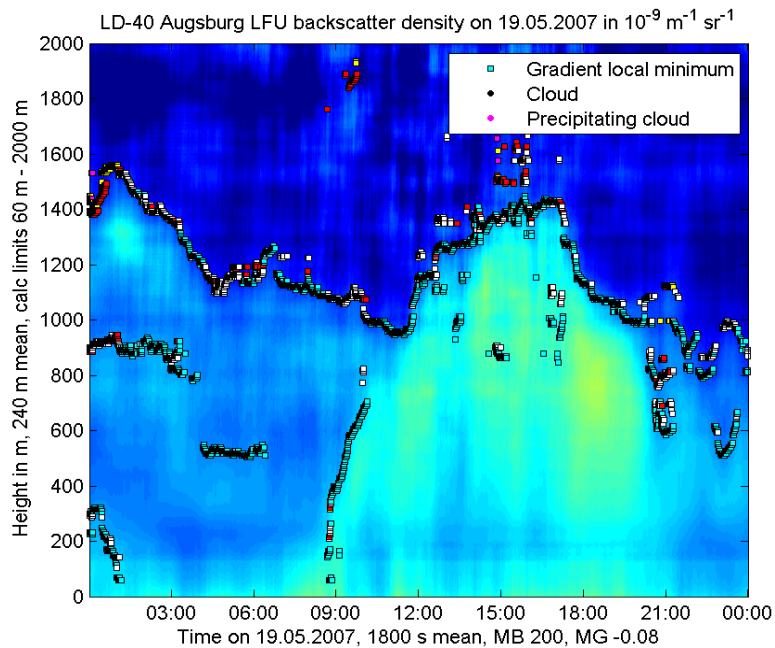 LD-40 Augsburg LFU backscatter density on 19.05.2007 in 10⁻⁹ m⁻¹ sr⁻¹
Gradient local minimum
Cloud
Precipitating cloud
Height in m, 240 m mean, calc limits 60 m - 2000 m
2000
1800
1600
1400
1200
1000
800
600
400
200
0
03:00 06:00 09:00 12:00 15:00 18:00 21:00 00:00
Time on 19.05.2007, 1800 s mean, MB 200, MG -0.08